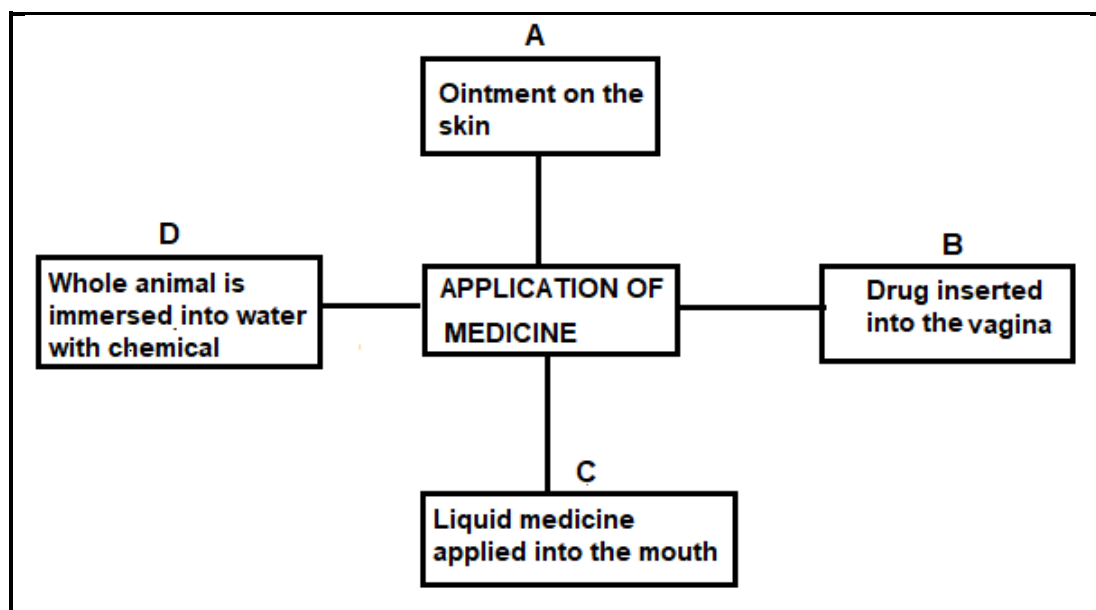 A
Ointment on the
skin
D
Whole animal is
immersed into water
with chemical
APPLICATION OF
MEDICINE
B
Drug inserted
into the vagina
C
Liquid medicine
applied into the mouth